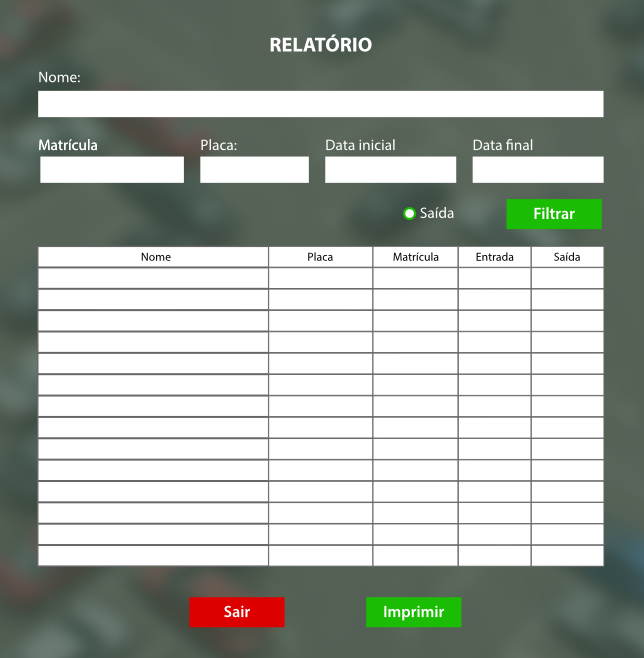 RELATÓRIO
Nome:
Matrícula Placa: Data inicial Data final
Saída Filtrar
Nome Placa Matrícula Entrada Saída
Sair Imprimir